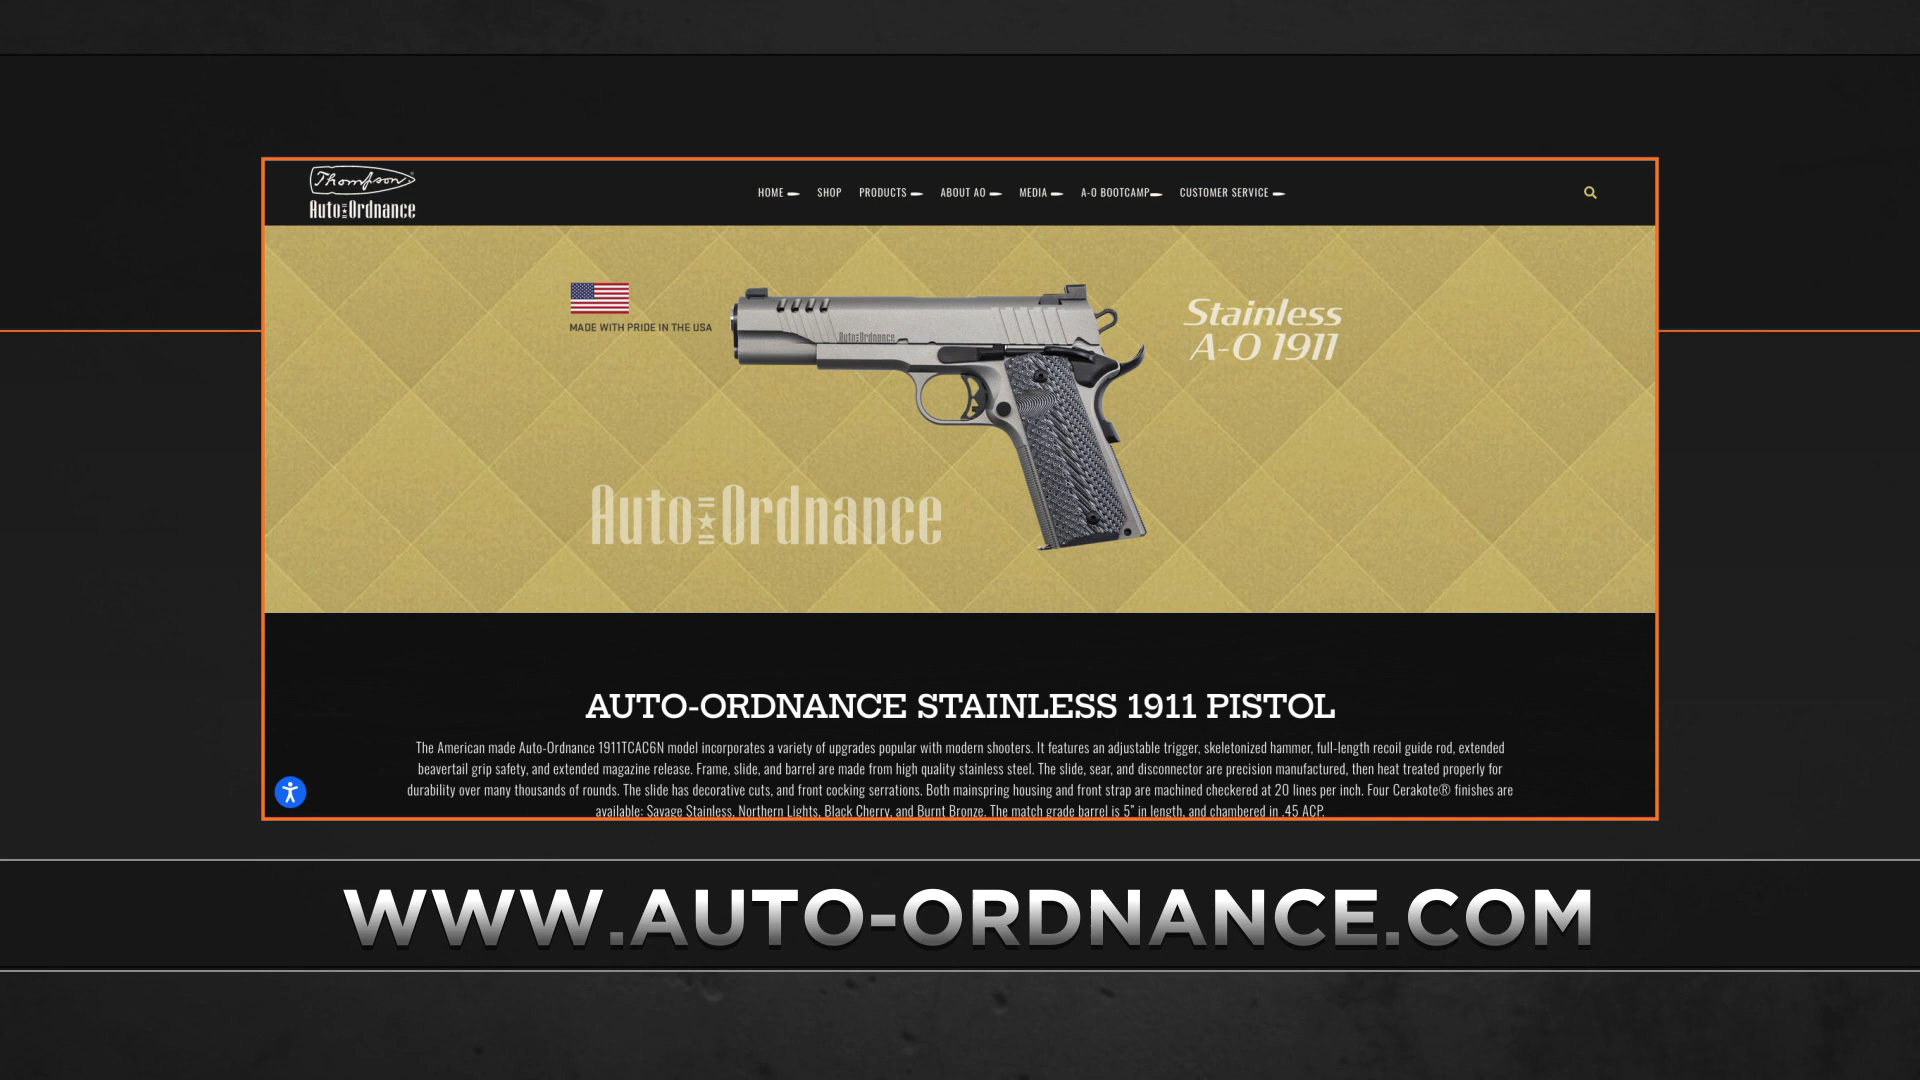 Thompson
Auto-Ordnance
HOME
SHOP
PRODUCTS
ABOUT AO
MEDIA
A-O BOOTCAMP
CUSTOMER SERVICE
MADE WITH PRIDE IN THE USA
Auto-Ordnance
Stainless
A-O 1911
Auto-Ordnance
AUTO-ORDNANCE STAINLESS 1911 PISTOL
The American made Auto-Ordnance 1911TCAC6N model incorporates a variety of upgrades popular with modern shooters. It features an adjustable trigger, skeletonized hammer, full-length recoil guide rod, extended
beavertail grip safety, and extended magazine release. Frame, slide, and barrel are made from high quality stainless steel. The slide, sear, and disconnector are precision manufactured, then heat treated properly for
durability over many thousands of rounds. The slide has decorative cuts, and front cocking serrations. Both mainspring housing and front strap are machined checkered at 20 lines per inch. Four Cerakote® finishes are
available: Savage Stainless, Northern Lights, Black Cherry, and Burnt Bronze. The match grade barrel is 5" in length, and chambered in .45 ACP.
WWW.AUTO-ORDNANCE.COM